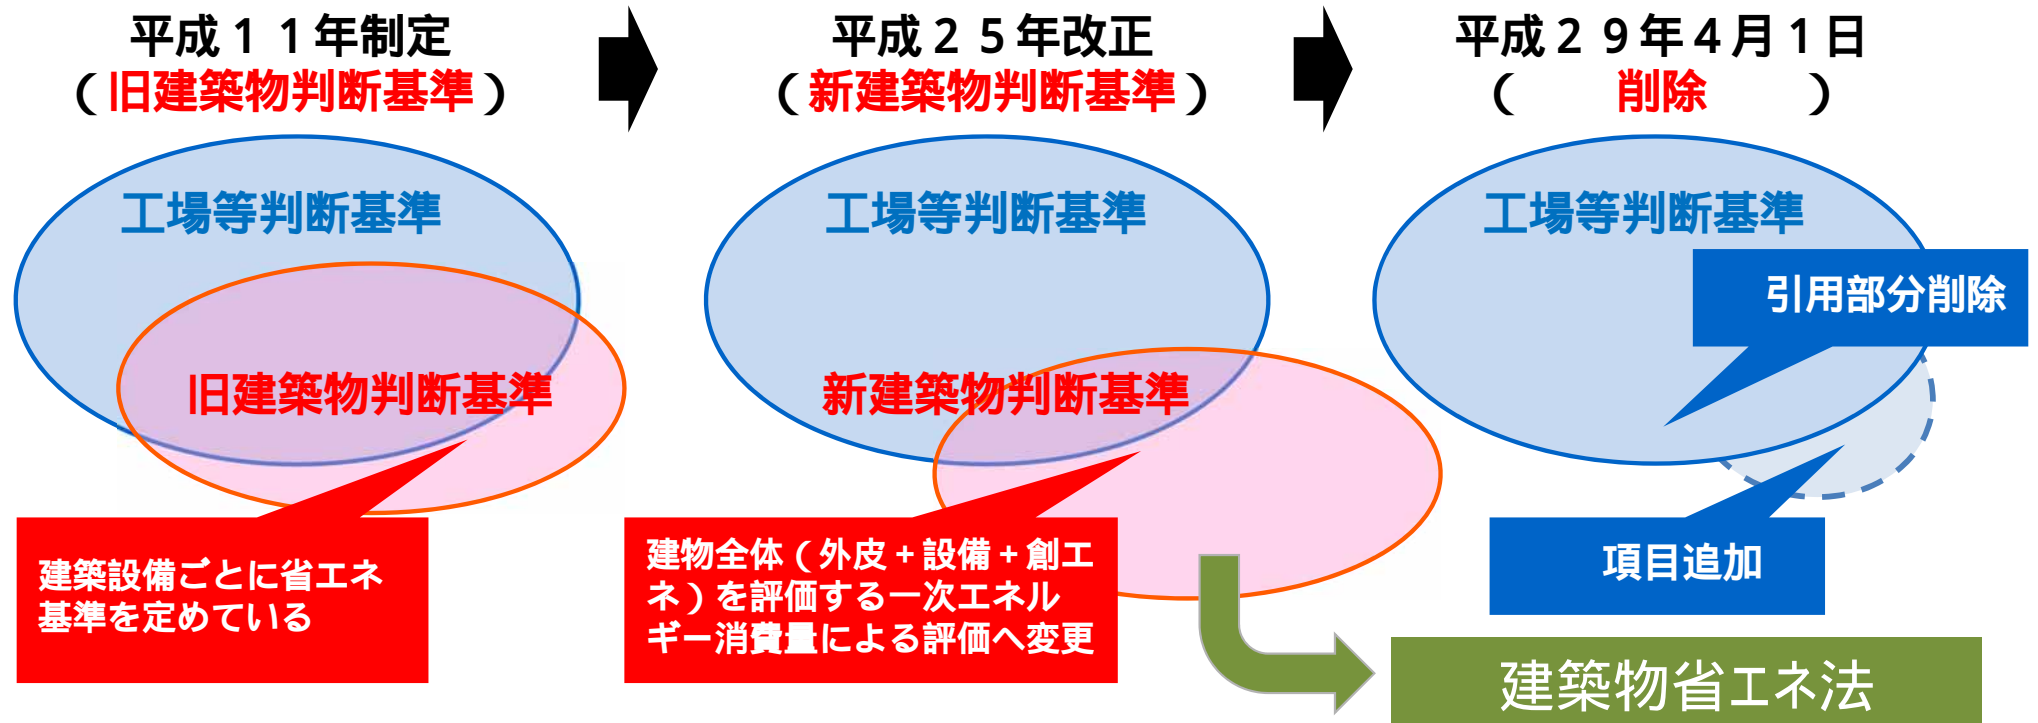 平成１１年制定
（旧建築物判断基準）
平成２５年改正
（新建築物判断基準）
平成２９年４月１日
（　　削除　　）
工場等判断基準
旧建築物判断基準
建築設備ごとに省エネ
基準を定めている
工場等判断基準
新建築物判断基準
建物全体（外皮+設備+創エ
ネ）を評価する一次エネル
ギー消費量による評価へ変更
工場等判断基準
引用部分削除
項目追加
建築物省エネ法